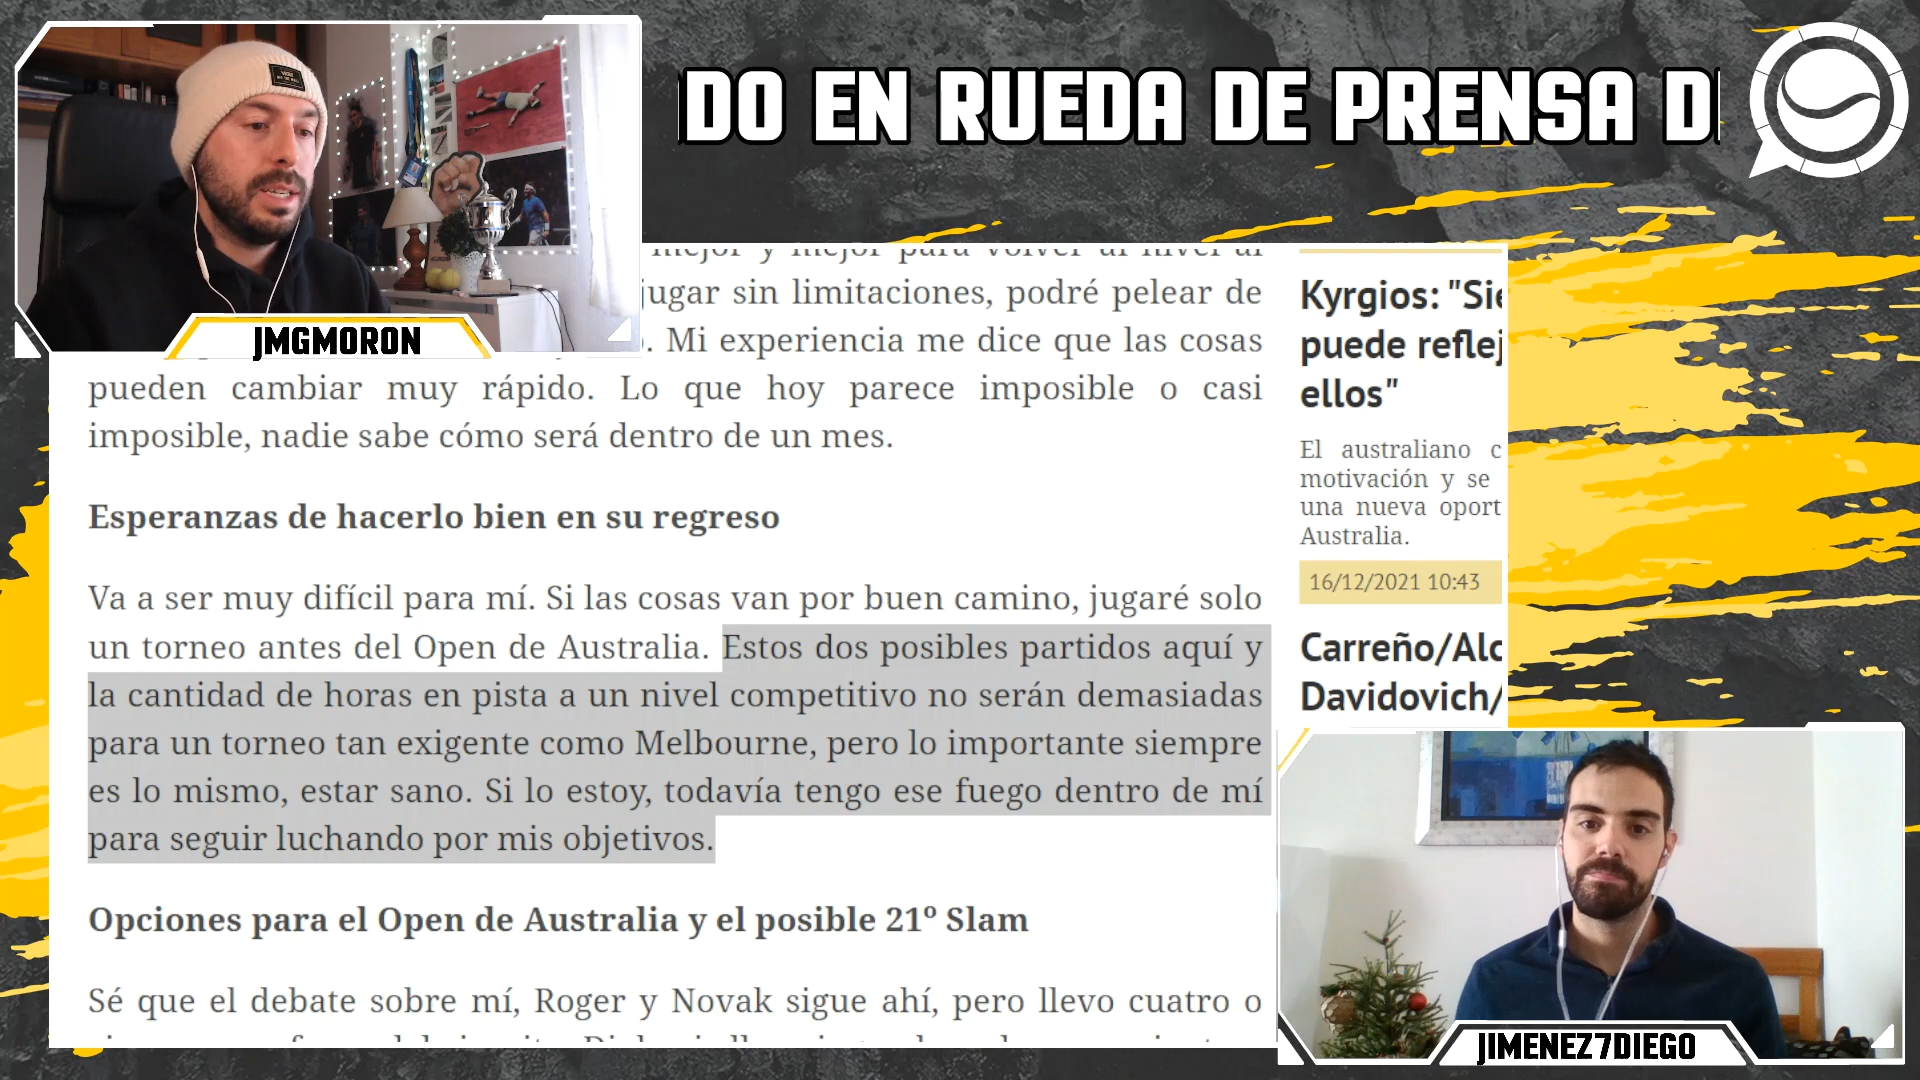 DO EN RUEDA DE PRENSA D
JMGMORON
mejor y mejor para volver al nivel al
jugar sin limitaciones, podré pelear de
. Mi experiencia me dice que las cosas
pueden cambiar muy rápido. Lo que hoy parece imposible o casi
imposible, nadie sabe cómo será dentro de un mes.
Esperanzas de hacerlo bien en su regreso
Va a ser muy difícil para mí. Si las cosas van por buen camino, jugaré solo
un torneo antes del Open de Australia. Estos dos posibles partidos aquí y
la cantidad de horas en pista a un nivel competitivo no serán demasiadas
para un torneo tan exigente como Melbourne, pero lo importante siempre
es lo mismo, estar sano. Si lo estoy, todavía tengo ese fuego dentro de mí
para seguir luchando por mis objetivos.
Opciones para el Open de Australia y el posible 21º Slam
Sé que el debate sobre mí, Roger y Novak sigue ahí, pero llevo cuatro o
Kyrgios: "Sie
puede reflej
ellos"
El australiano c
motivación y se
una nueva oport
Australia.
16/12/2021 10:43
Carreño/Alc
Davidovich/
JIMENEZ7DIEGO